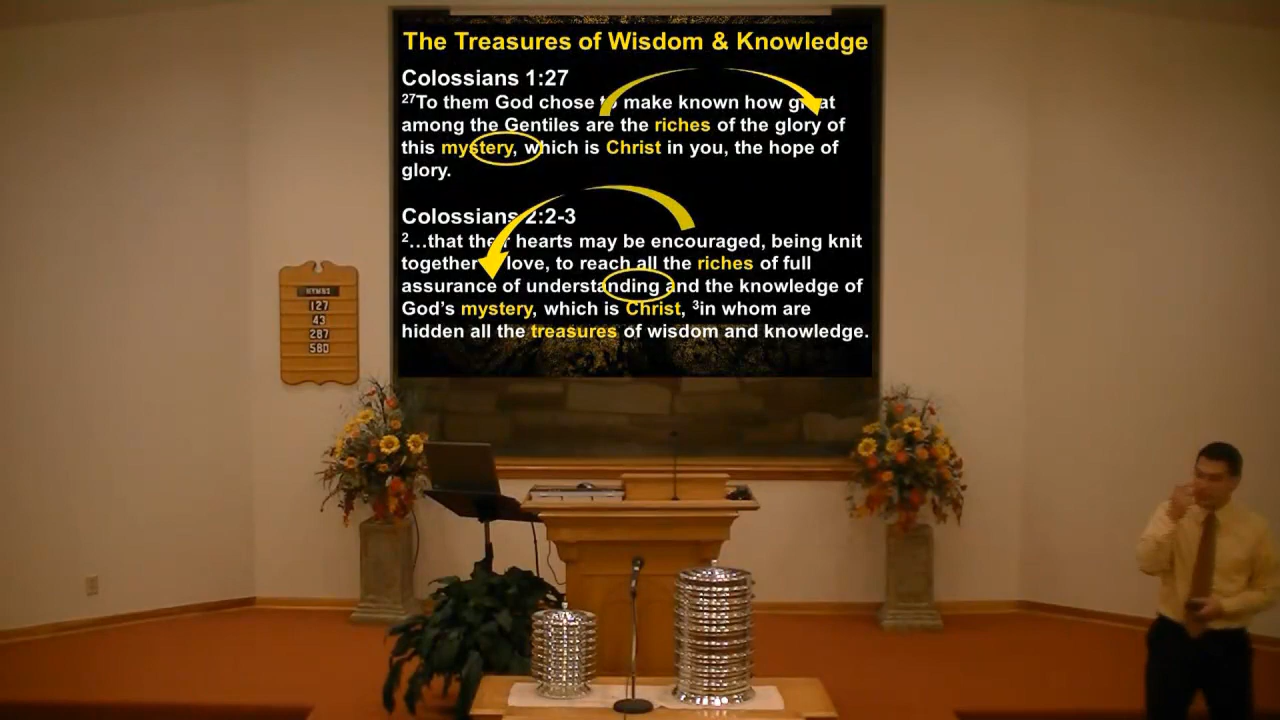 The Treasures of Wisdom & Knowledge
Colossians 1:27
27To them God chose to make known how great
among the Gentiles are the riches of the glory of
this mystery, which is Christ in you, the hope of
glory.
Colossians 2:2-3
2...that their hearts may be encouraged, being knit
together love, to reach all the riches of full
assurance of understanding and the knowledge of
God's mystery, which is Christ, 3in whom are
hidden all the treasures of wisdom and knowledge.
HYMNS
127
43
287
580